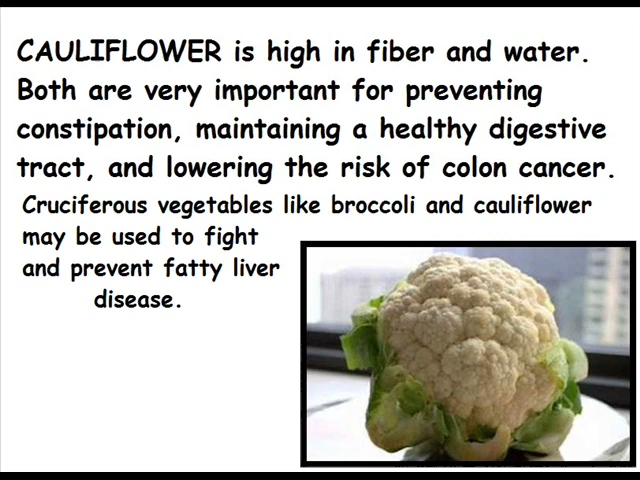 CAULIFLOWER is high in fiber and water.
Both are very important for preventing
constipation, maintaining a healthy digestive
tract, and lowering the risk of colon cancer.
Cruciferous vegetables like broccoli and cauliflower
may be used to fight
and prevent fatty liver
disease.